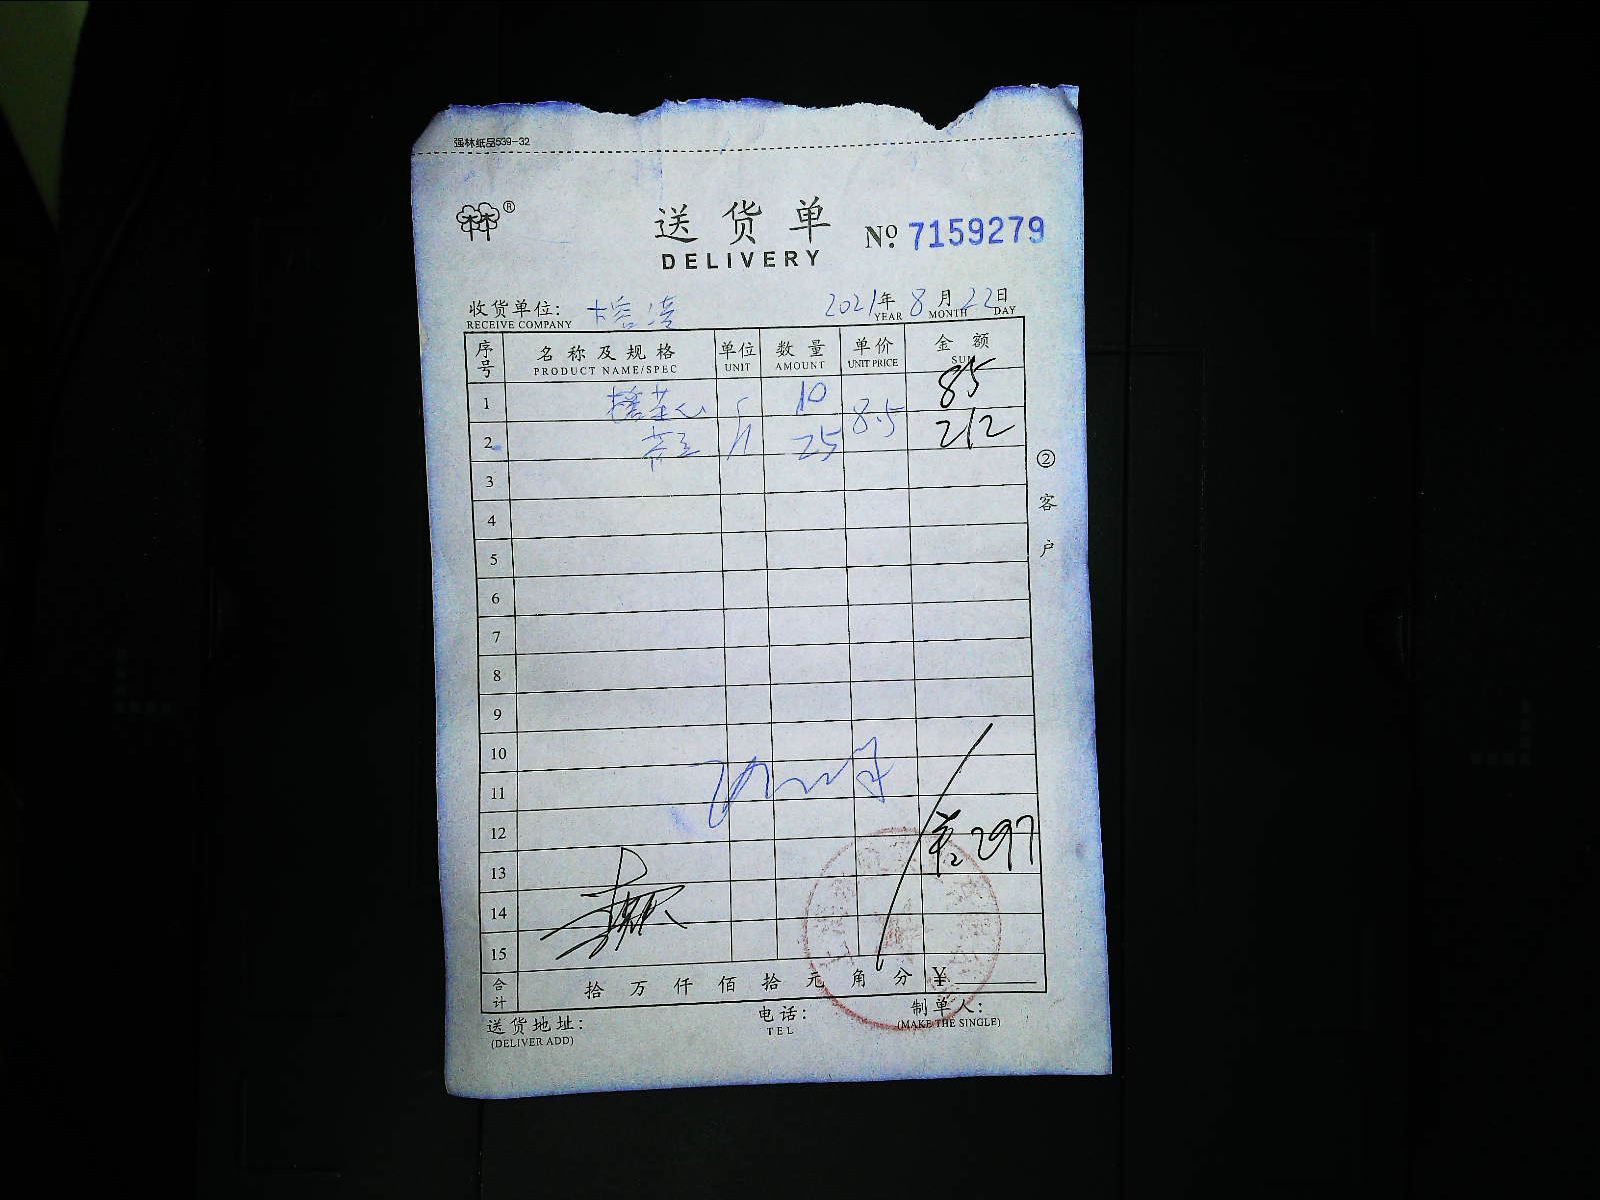 强林纸品539-32
®
送货单 № 7159279
DELIVERY
收货单位: 2021年8月22日
RECEIVE COMPANY YEAR MONTH DAY
序号 名称及规格 单位 数量 单价 金额
PRODUCT NAME/SPEC UNIT AMOUNT UNIT PRICE SUM
1 10 8.5 85
2 25 212
3
4
5
6
7
8
9
10
11
12 297
13
14
15
合计 拾 万 仟 佰 拾 元 角 分 ¥
送货地址: 电话: 制单人:
(DELIVER ADD) TEL (MAKE THE SINGLE)
② 客户